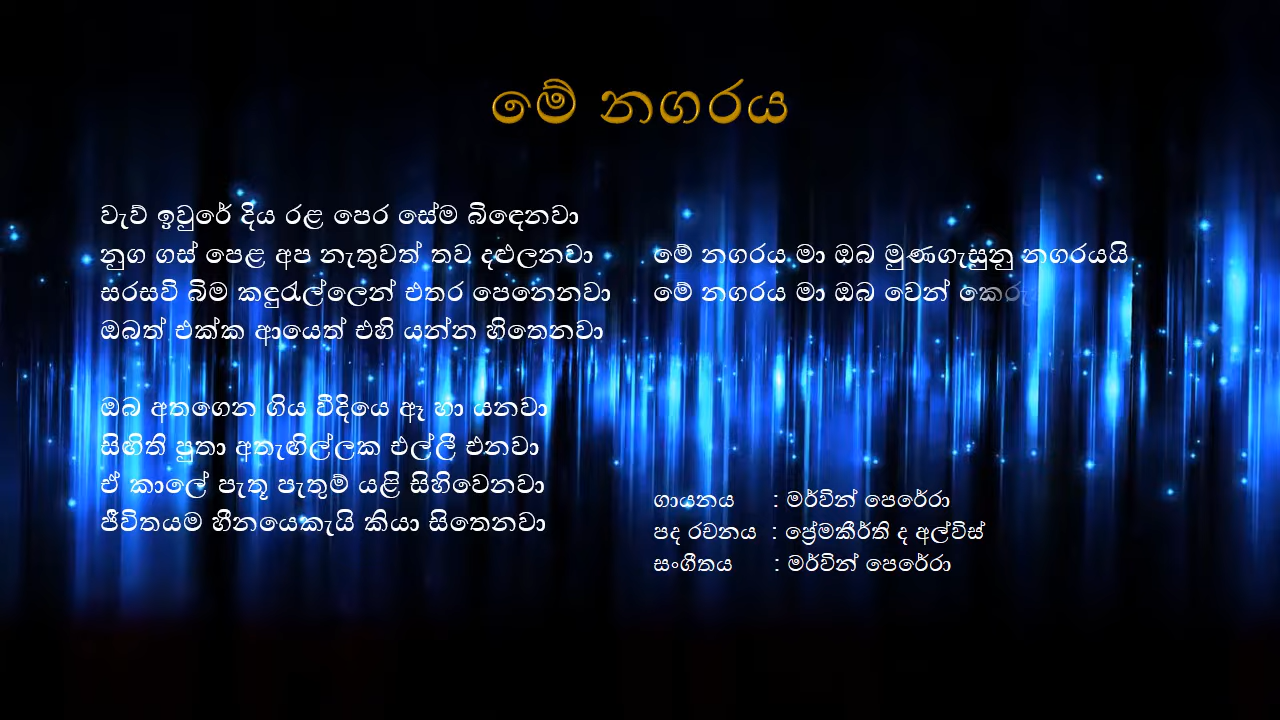 මේ නගරය
වැව් ඉවුරේ දිය රළ පෙර සේම බිඳෙනවා
නුග ගස් පෙළ අප නැතුවත් තව දළුලනවා
සරසවි බිම කඳුරැල්ලෙන් එතර පෙනෙනවා
ඔබත් එක්ක ආයෙත් එහි යන්න හිතෙනවා
ඔබ අතගෙන ගිය වීදියෙ ඈ හා යනවා
සිඟිති පුතා අතැඟිල්ලක එල්ලී එනවා
ඒ කාලේ පැතූ පැතුම් යළි සිහිවෙනවා
ජීවිතයම හීනයෙකැයි කියා සිතෙනවා
මේ නගරය මා ඔබ මුණගැසුනු නගරයයි
මේ නගරය මා ඔබ වෙන්
ගායනය : මර්වින් පෙරේරා
පද රචනය : ප්‍රේමකීර්ති ද අල්විස්
සංගීතය : මර්වින් පෙරේරා